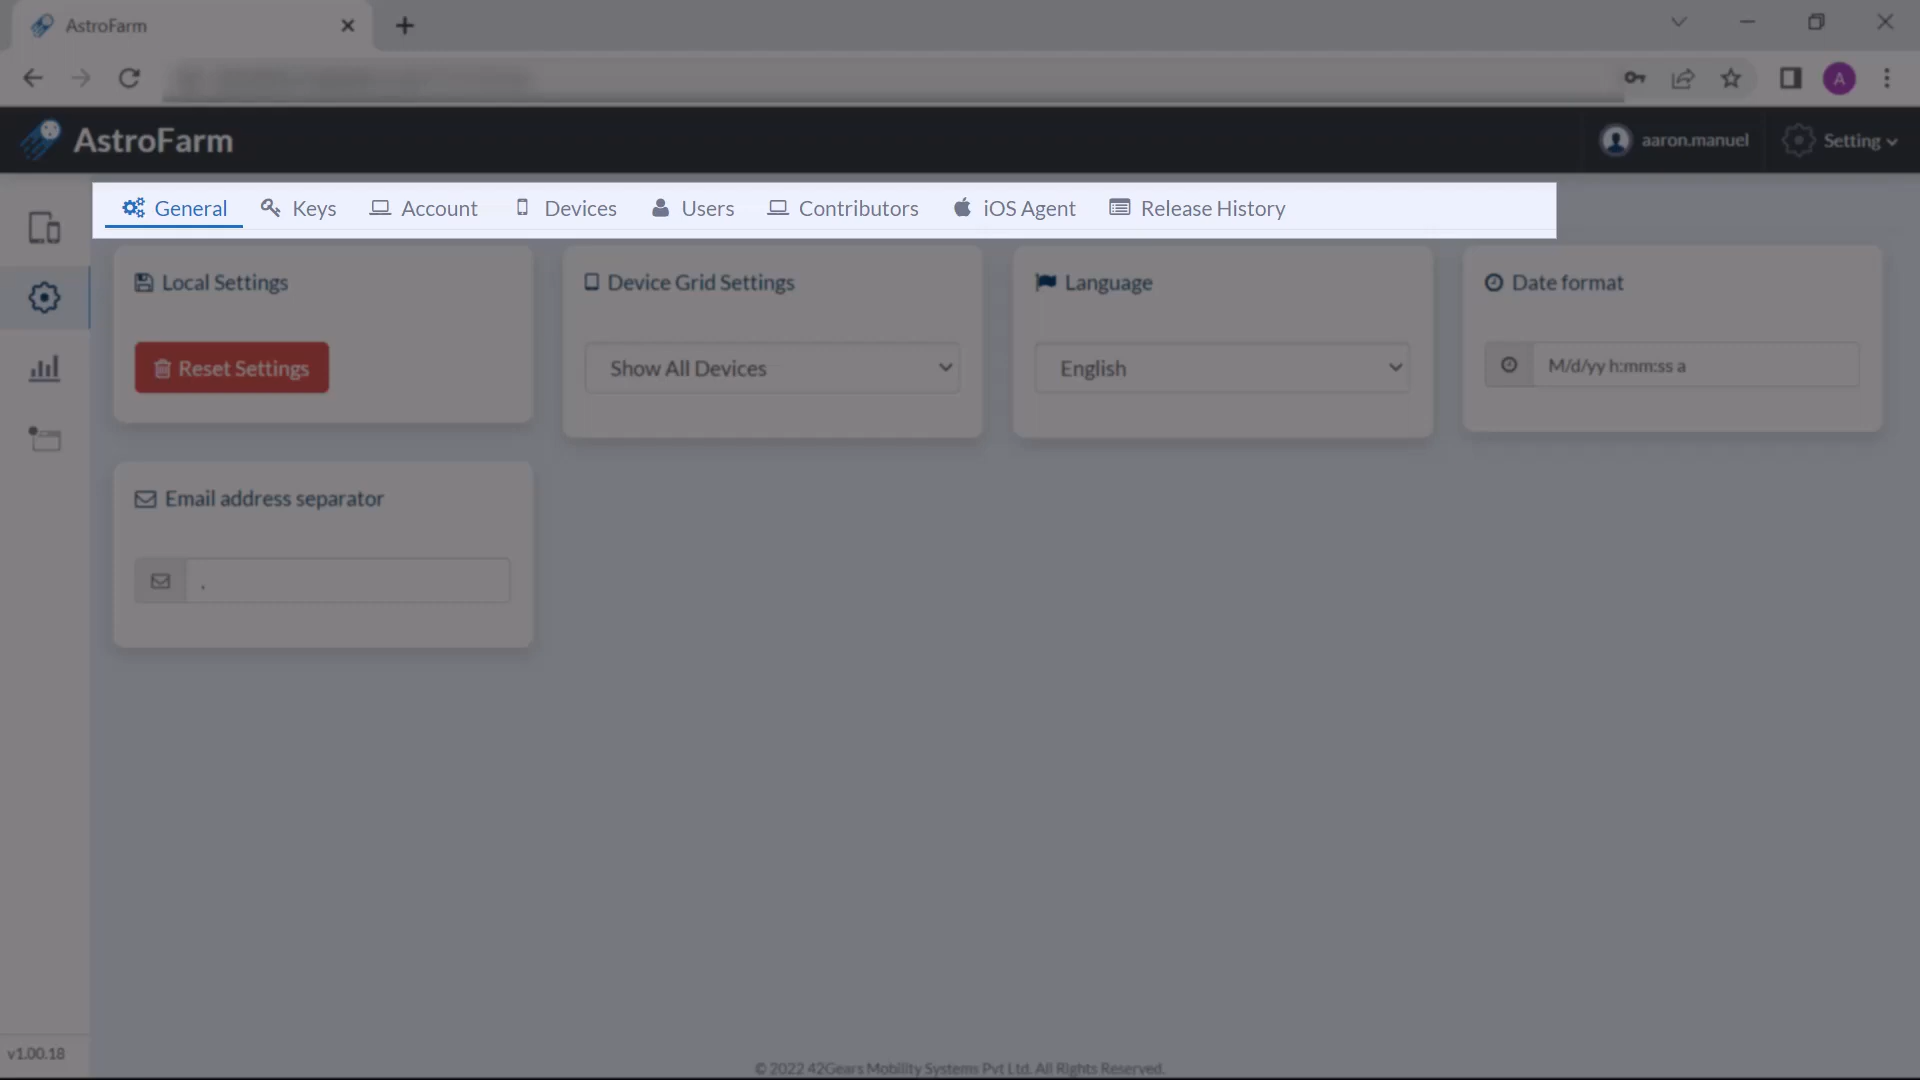 AstroFarm
A
AstroFarm
aaron.manuel
Setting
General
Keys
Account
Devices
Users
Contributors
iOS Agent
Release History
Local Settings
Reset Settings
Device Grid Settings
Show All Devices
Language
English
Date format
M/d/yy h:mm:ss a
Email address separator
v1.00.18
© 2022 42Gears Mobility Systems Pvt Ltd. All Rights Reserved.